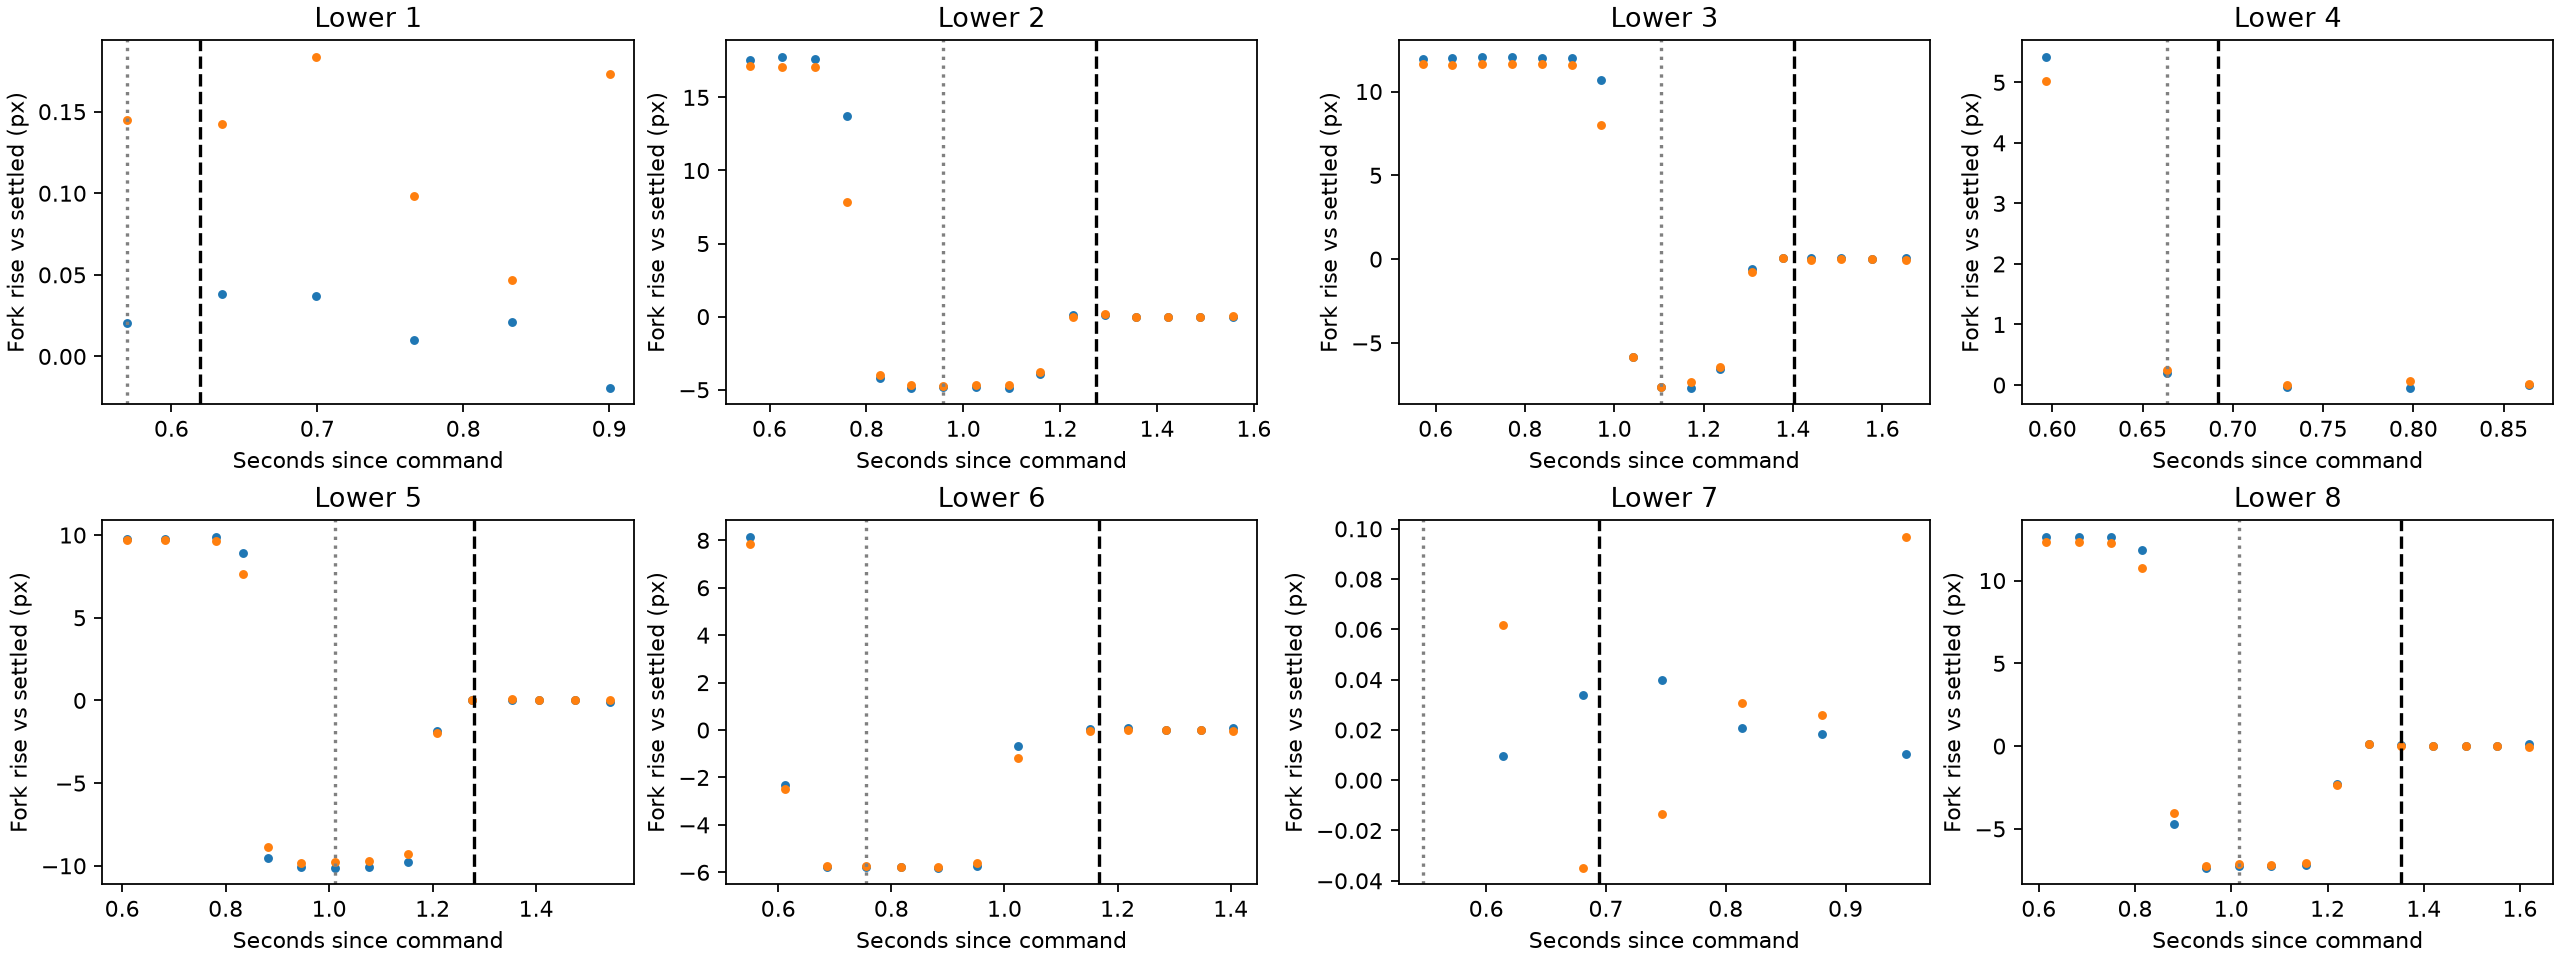 Lower 1
Fork rise vs settled (px)
0.15
0.10
0.05
0.00
0.6 0.7 0.8 0.9
Seconds since command
Lower 2
Fork rise vs settled (px)
15
10
5
0
−5
0.6 0.8 1.0 1.2 1.4 1.6
Seconds since command
Lower 3
Fork rise vs settled (px)
10
5
0
−5
0.6 0.8 1.0 1.2 1.4 1.6
Seconds since command
Lower 4
Fork rise vs settled (px)
5
4
3
2
1
0
0.60 0.65 0.70 0.75 0.80 0.85
Seconds since command
Lower 5
Fork rise vs settled (px)
10
5
0
−5
−10
0.6 0.8 1.0 1.2 1.4
Seconds since command
Lower 6
Fork rise vs settled (px)
8
6
4
2
0
−2
−4
−6
0.6 0.8 1.0 1.2 1.4
Seconds since command
Lower 7
Fork rise vs settled (px)
0.10
0.08
0.06
0.04
0.02
0.00
−0.02
−0.04
0.6 0.7 0.8 0.9
Seconds since command
Lower 8
Fork rise vs settled (px)
10
5
0
−5
0.6 0.8 1.0 1.2 1.4 1.6
Seconds since command